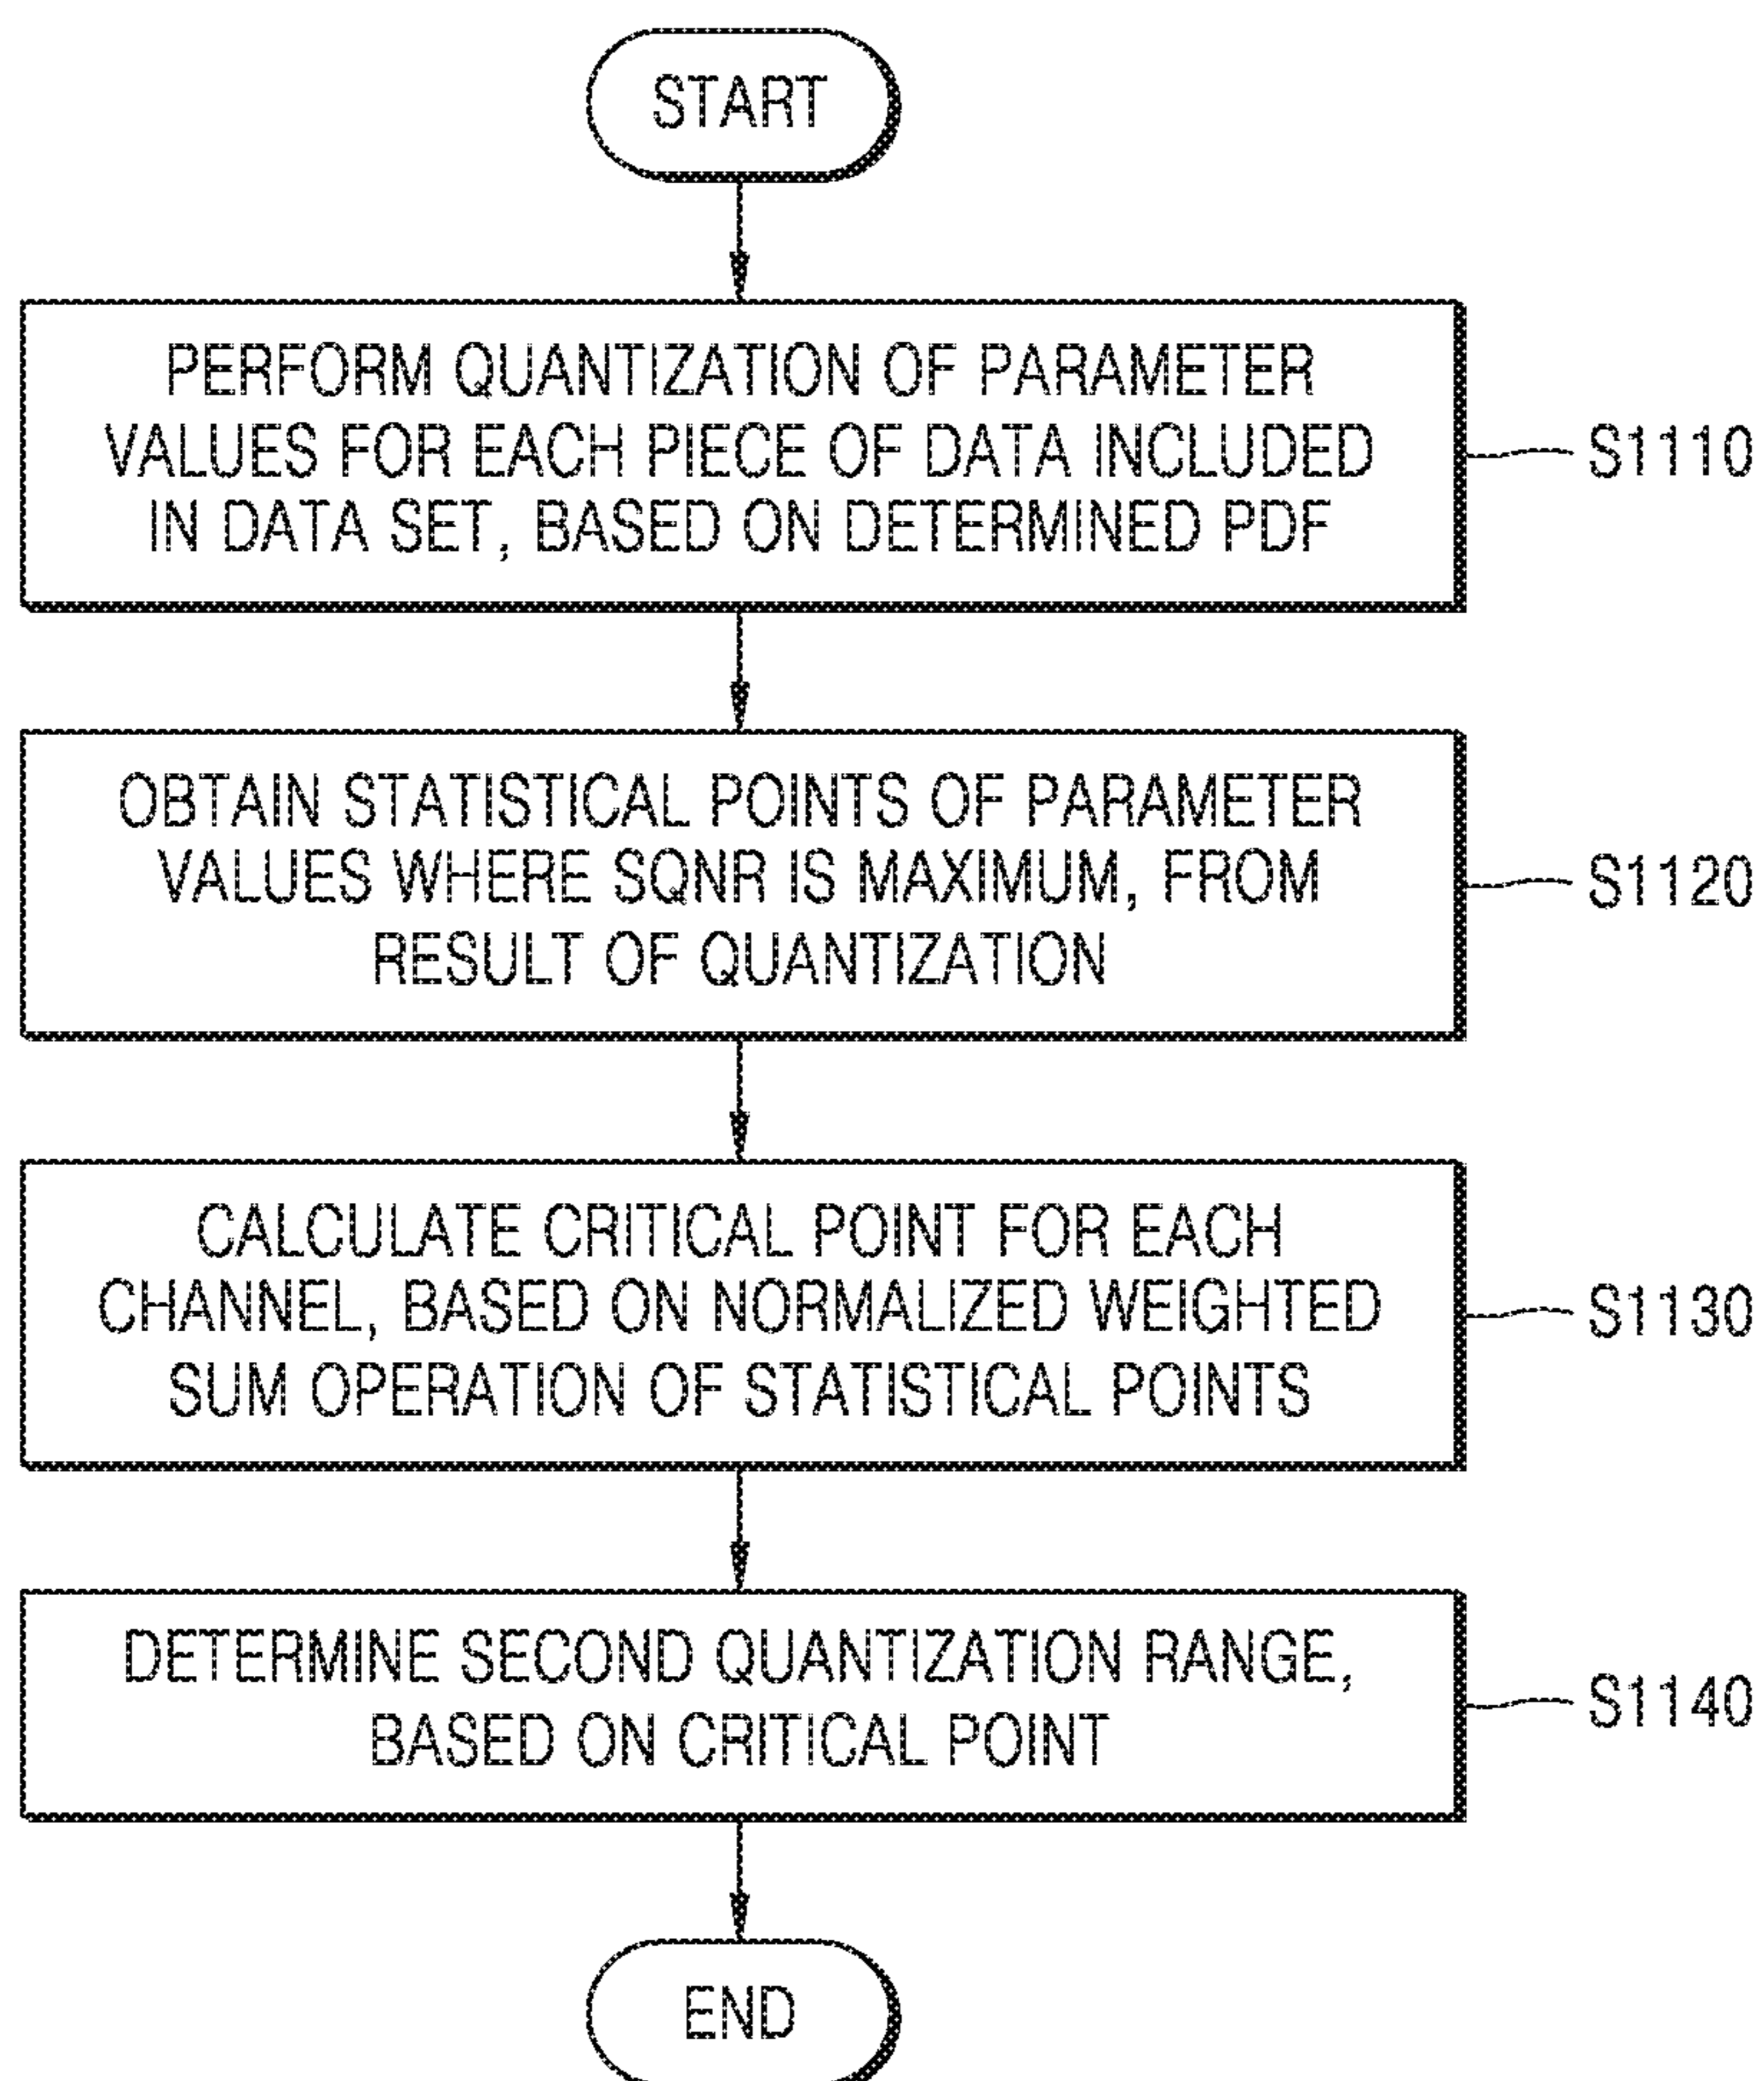 START
PERFORM QUANTIZATION OF PARAMETER
VALUES FOR EACH PIECE OF DATA INCLUDED
IN DATA SET, BASED ON DETERMINED PDF
S1110
OBTAIN STATISTICAL POINTS OF PARAMETER
VALUES WHERE SQNR IS MAXIMUM, FROM
RESULT OF QUANTIZATION
S1120
CALCULATE CRITICAL POINT FOR EACH
CHANNEL, BASED ON NORMALIZED WEIGHTED
SUM OPERATION OF STATISTICAL POINTS
S1130
DETERMINE SECOND QUANTIZATION RANGE,
BASED ON CRITICAL POINT
S1140
END